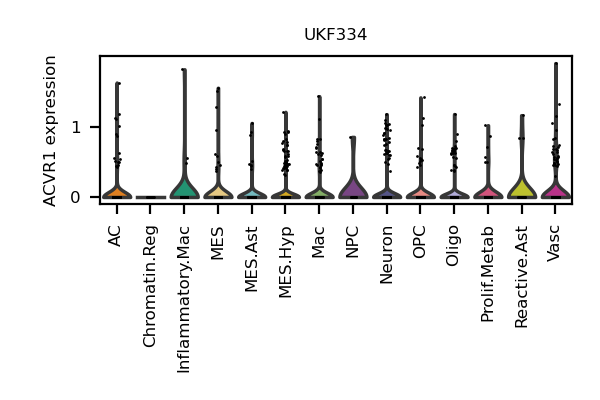 UKF334
ACVR1 expression
1
0
AC
Chromatin.Reg
Inflammatory.Mac
MES
MES.Ast
MES.Hyp
Mac
NPC
Neuron
OPC
Oligo
Prolif.Metab
Reactive.Ast
Vasc